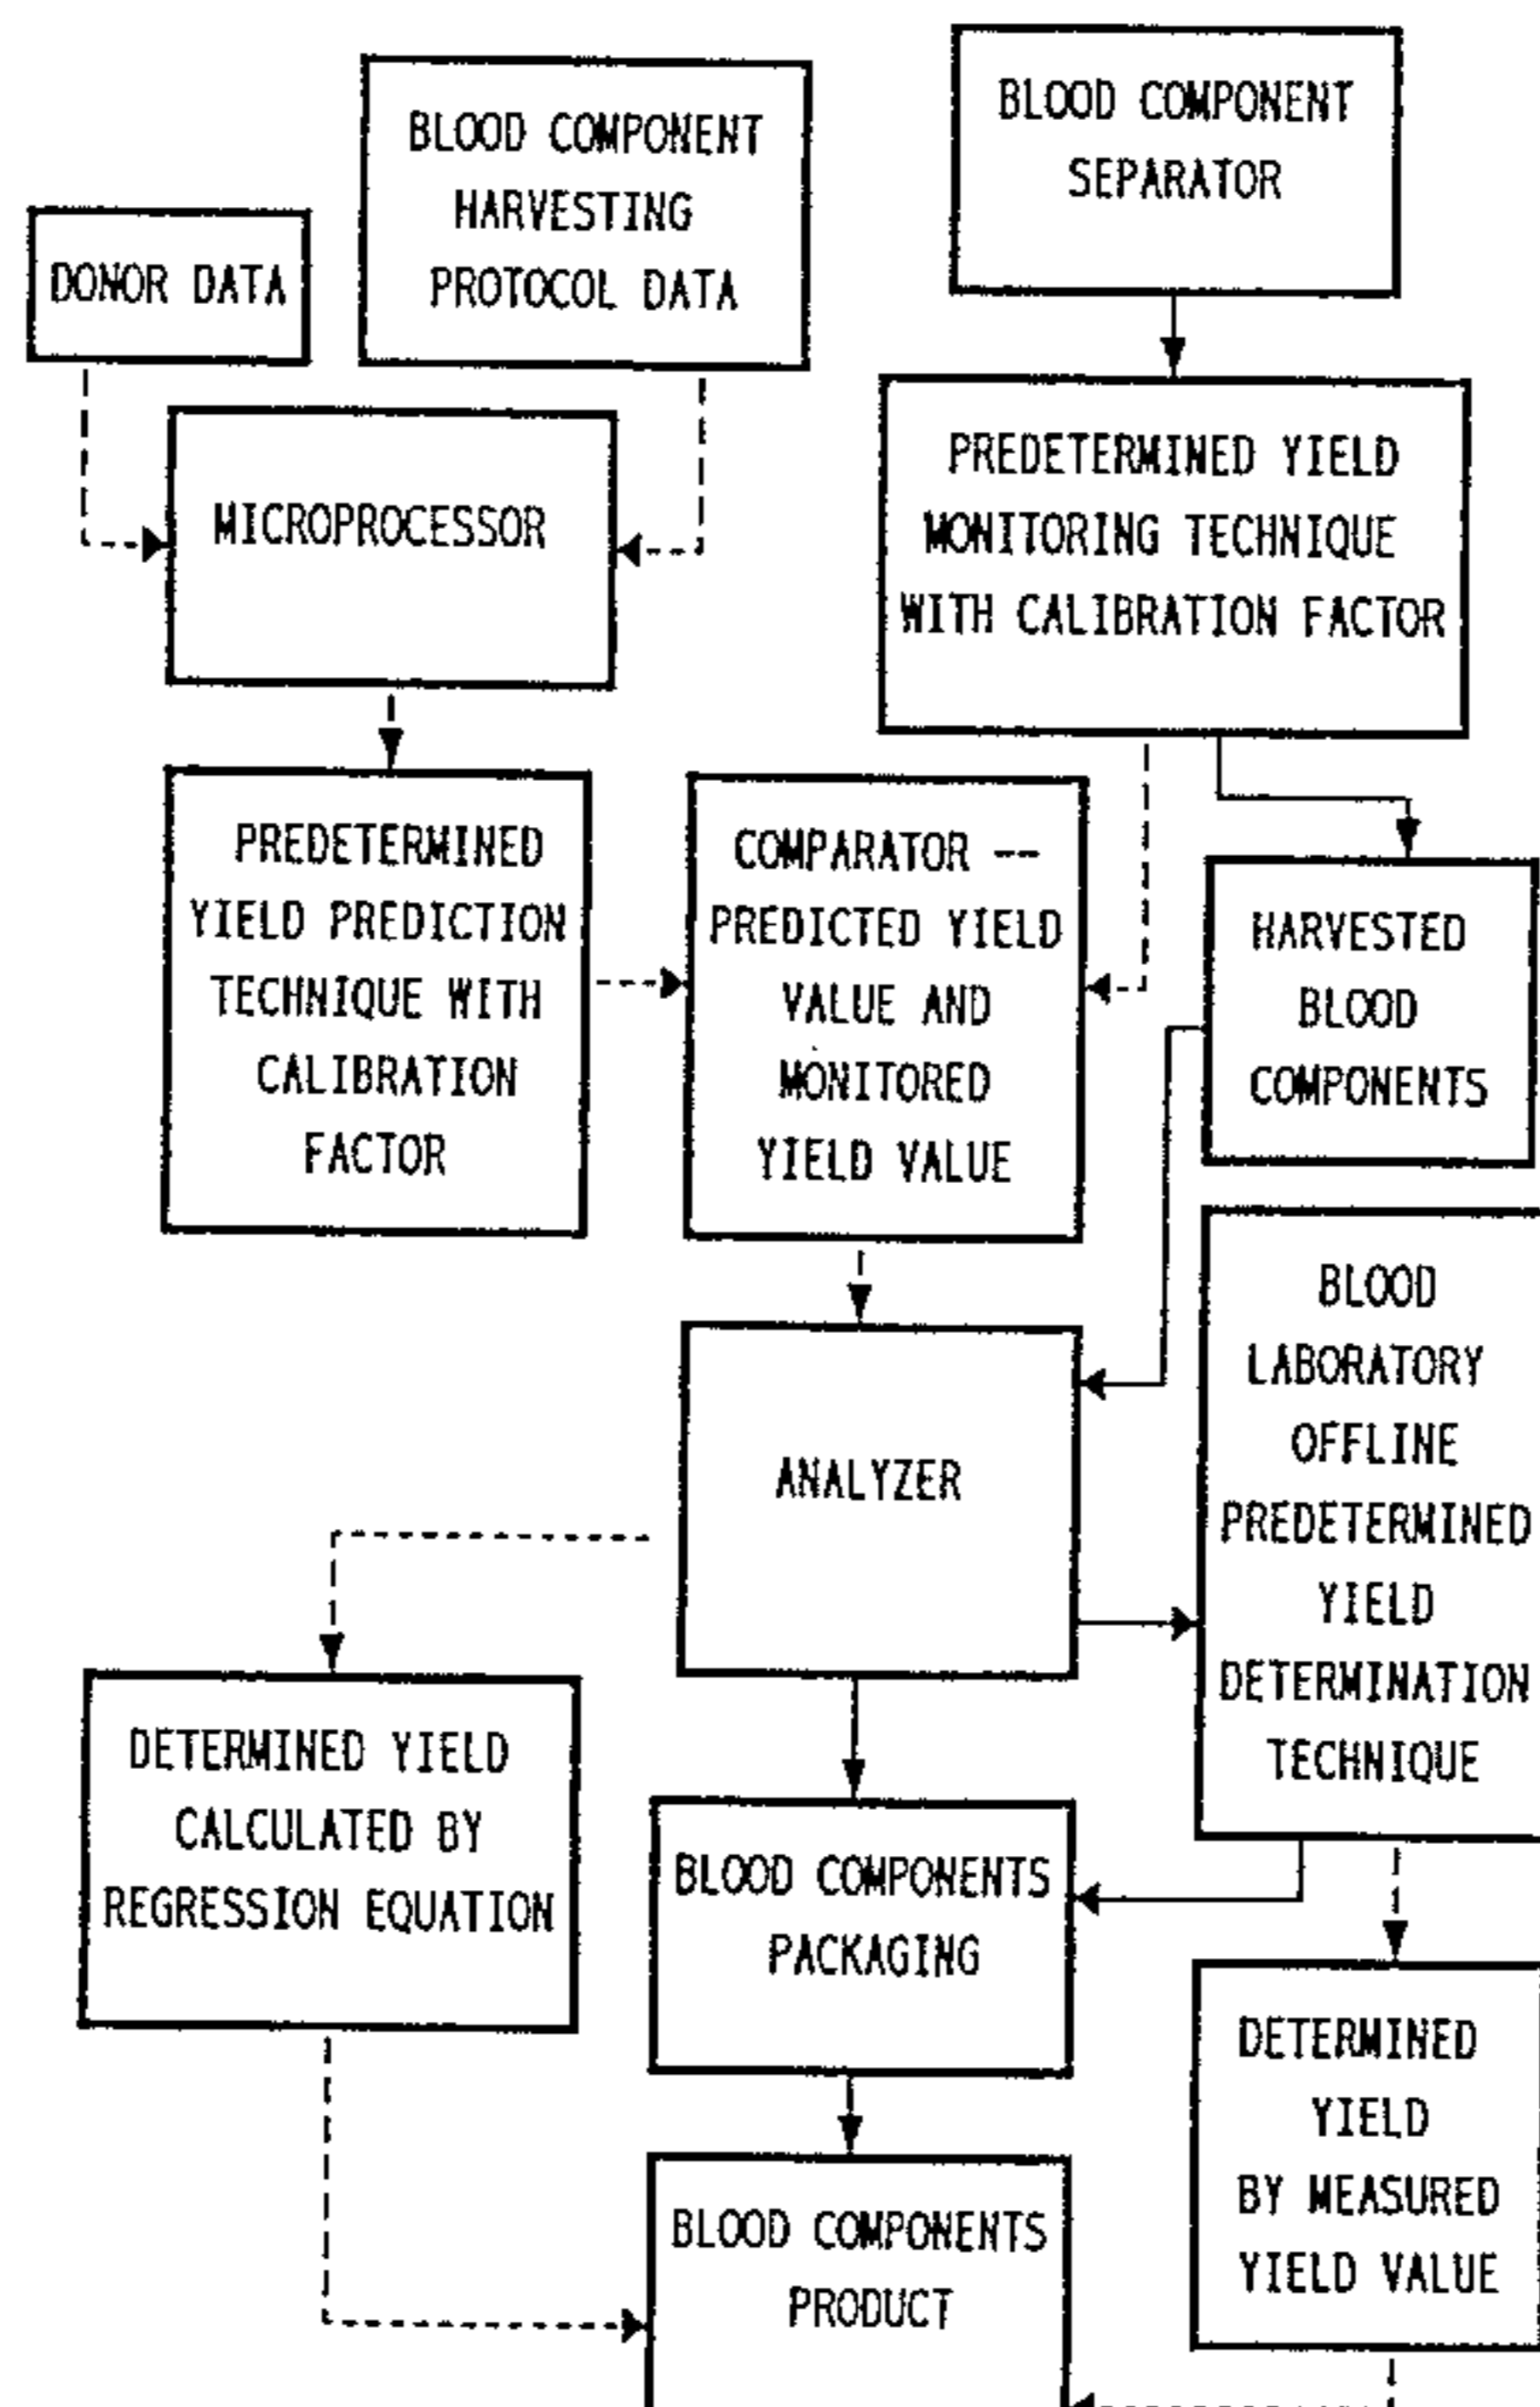 BLOOD COMPONENT
SEPARATOR
BLOOD COMPONENT
HARVESTING
PROTOCOL DATA
DONOR DATA
MICROPROCESSOR
PREDETERMINED YIELD
MONITORING TECHNIQUE
WITH CALIBRATION FACTOR
PREDETERMINED
YIELD PREDICTION
TECHNIQUE WITH
CALIBRATION
FACTOR
COMPARATOR --
PREDICTED YIELD
VALUE AND
MONITORED
YIELD VALUE
HARVESTED
BLOOD
COMPONENTS
BLOOD
LABORATORY
OFFLINE
PREDETERMINED
YIELD
DETERMINATION
TECHNIQUE
ANALYZER
DETERMINED YIELD
CALCULATED BY
REGRESSION EQUATION
BLOOD COMPONENTS
PACKAGING
DETERMINED
YIELD
BY MEASURED
YIELD VALUE
BLOOD COMPONENTS
PRODUCT